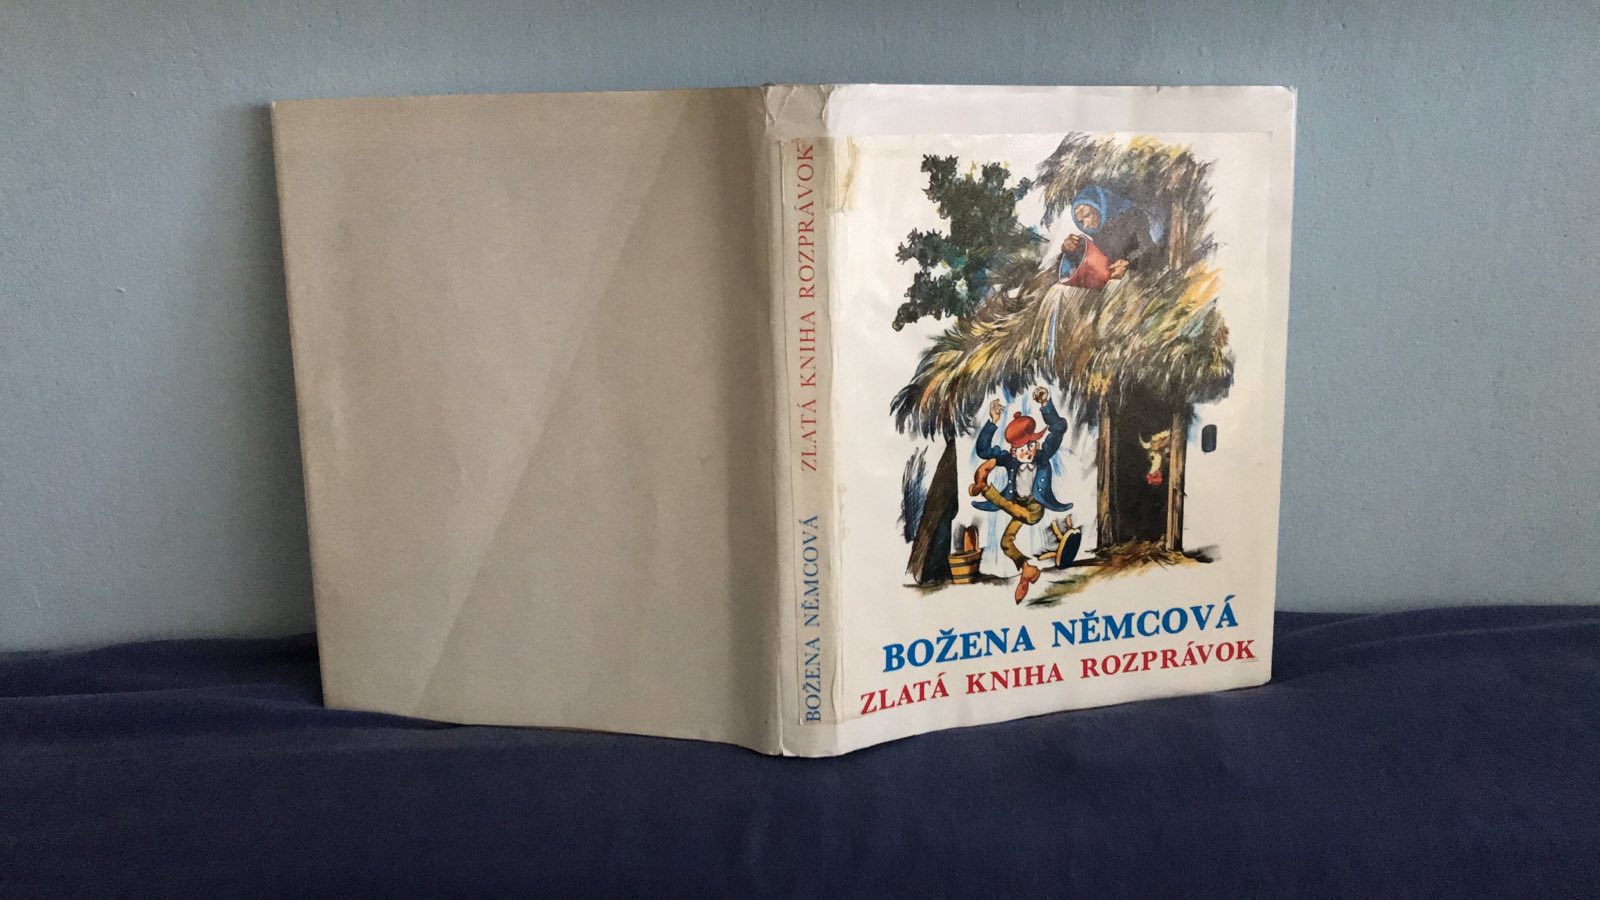 ZLATÁ KNIHA ROZPRÁVOK
BOŽENA NĚMCOVÁ
BOŽENA NĚMCOVÁ
ZLATÁ KNIHA ROZPRÁVOK